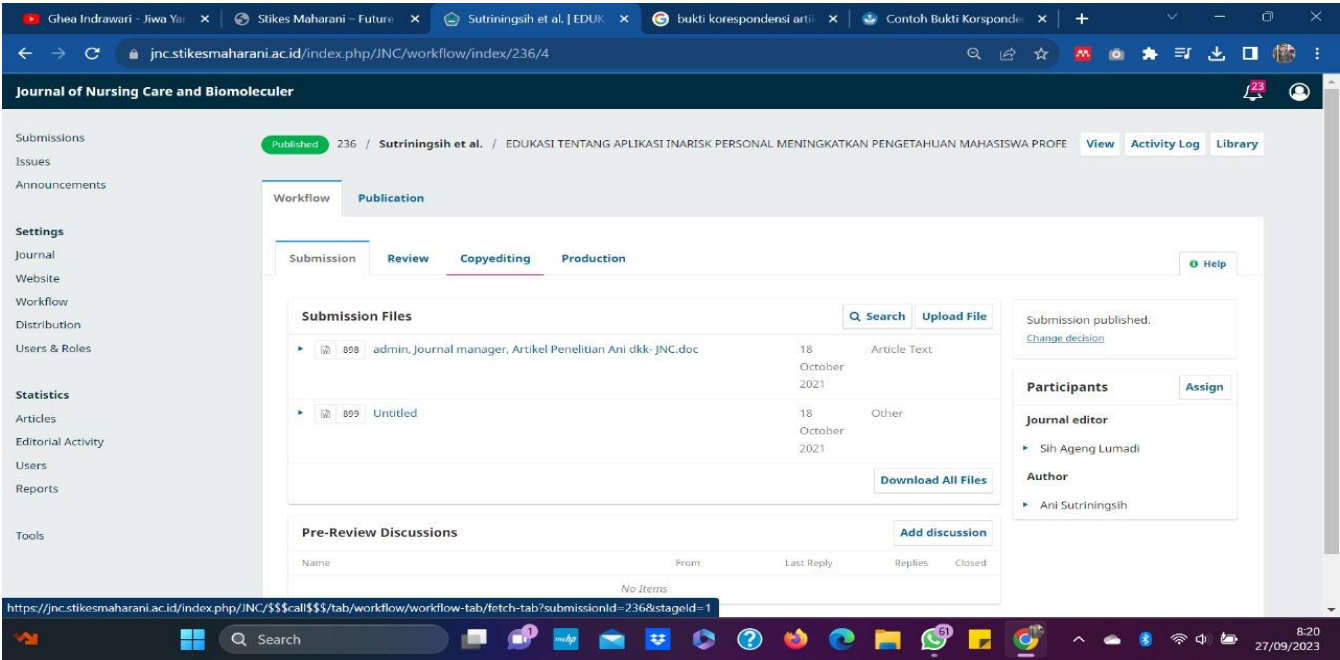 Ghea Indrawari - Jiwa Yar
Stikes Maharani – Future
Sutriningsih et al. | EDUK
bukti korespondensi arti
Contoh Bukti Korsponde
jnc.stikesmaharani.ac.id/index.php/JNC/workflow/index/236/4
Journal of Nursing Care and Biomoleculer
23
Submissions
Issues
Announcements
Settings
Journal
Website
Workflow
Distribution
Users & Roles
Statistics
Articles
Editorial Activity
Users
Reports
Tools
Published 236 / Sutriningsih et al. / EDUKASI TENTANG APLIKASI INARISK PERSONAL MENINGKATKAN PENGETAHUAN MAHASISWA PROFE View Activity Log Library
Workflow Publication
Submission Review Copyediting Production
Help
Submission Files Search Upload File
898 admin, Journal manager, Artikel Penelitian Ani dkk- JNC.doc 18 Article Text
October
2021
899 Untitled 18 Other
October
2021
Download All Files
Pre-Review Discussions Add discussion
Name From Last Reply Replies Closed
No Items
Submission published.
Change decision
Participants Assign
Journal editor
Sih Ageng Lumadi
Author
Ani Sutriningsih
https://jnc.stikesmaharani.ac.id/index.php/JNC/$$$call$$$/tab/workflow/workflow-tab/fetch-tab?submissionId=236&stageId=1
Search
1
myhp
61
8:20
27/09/2023